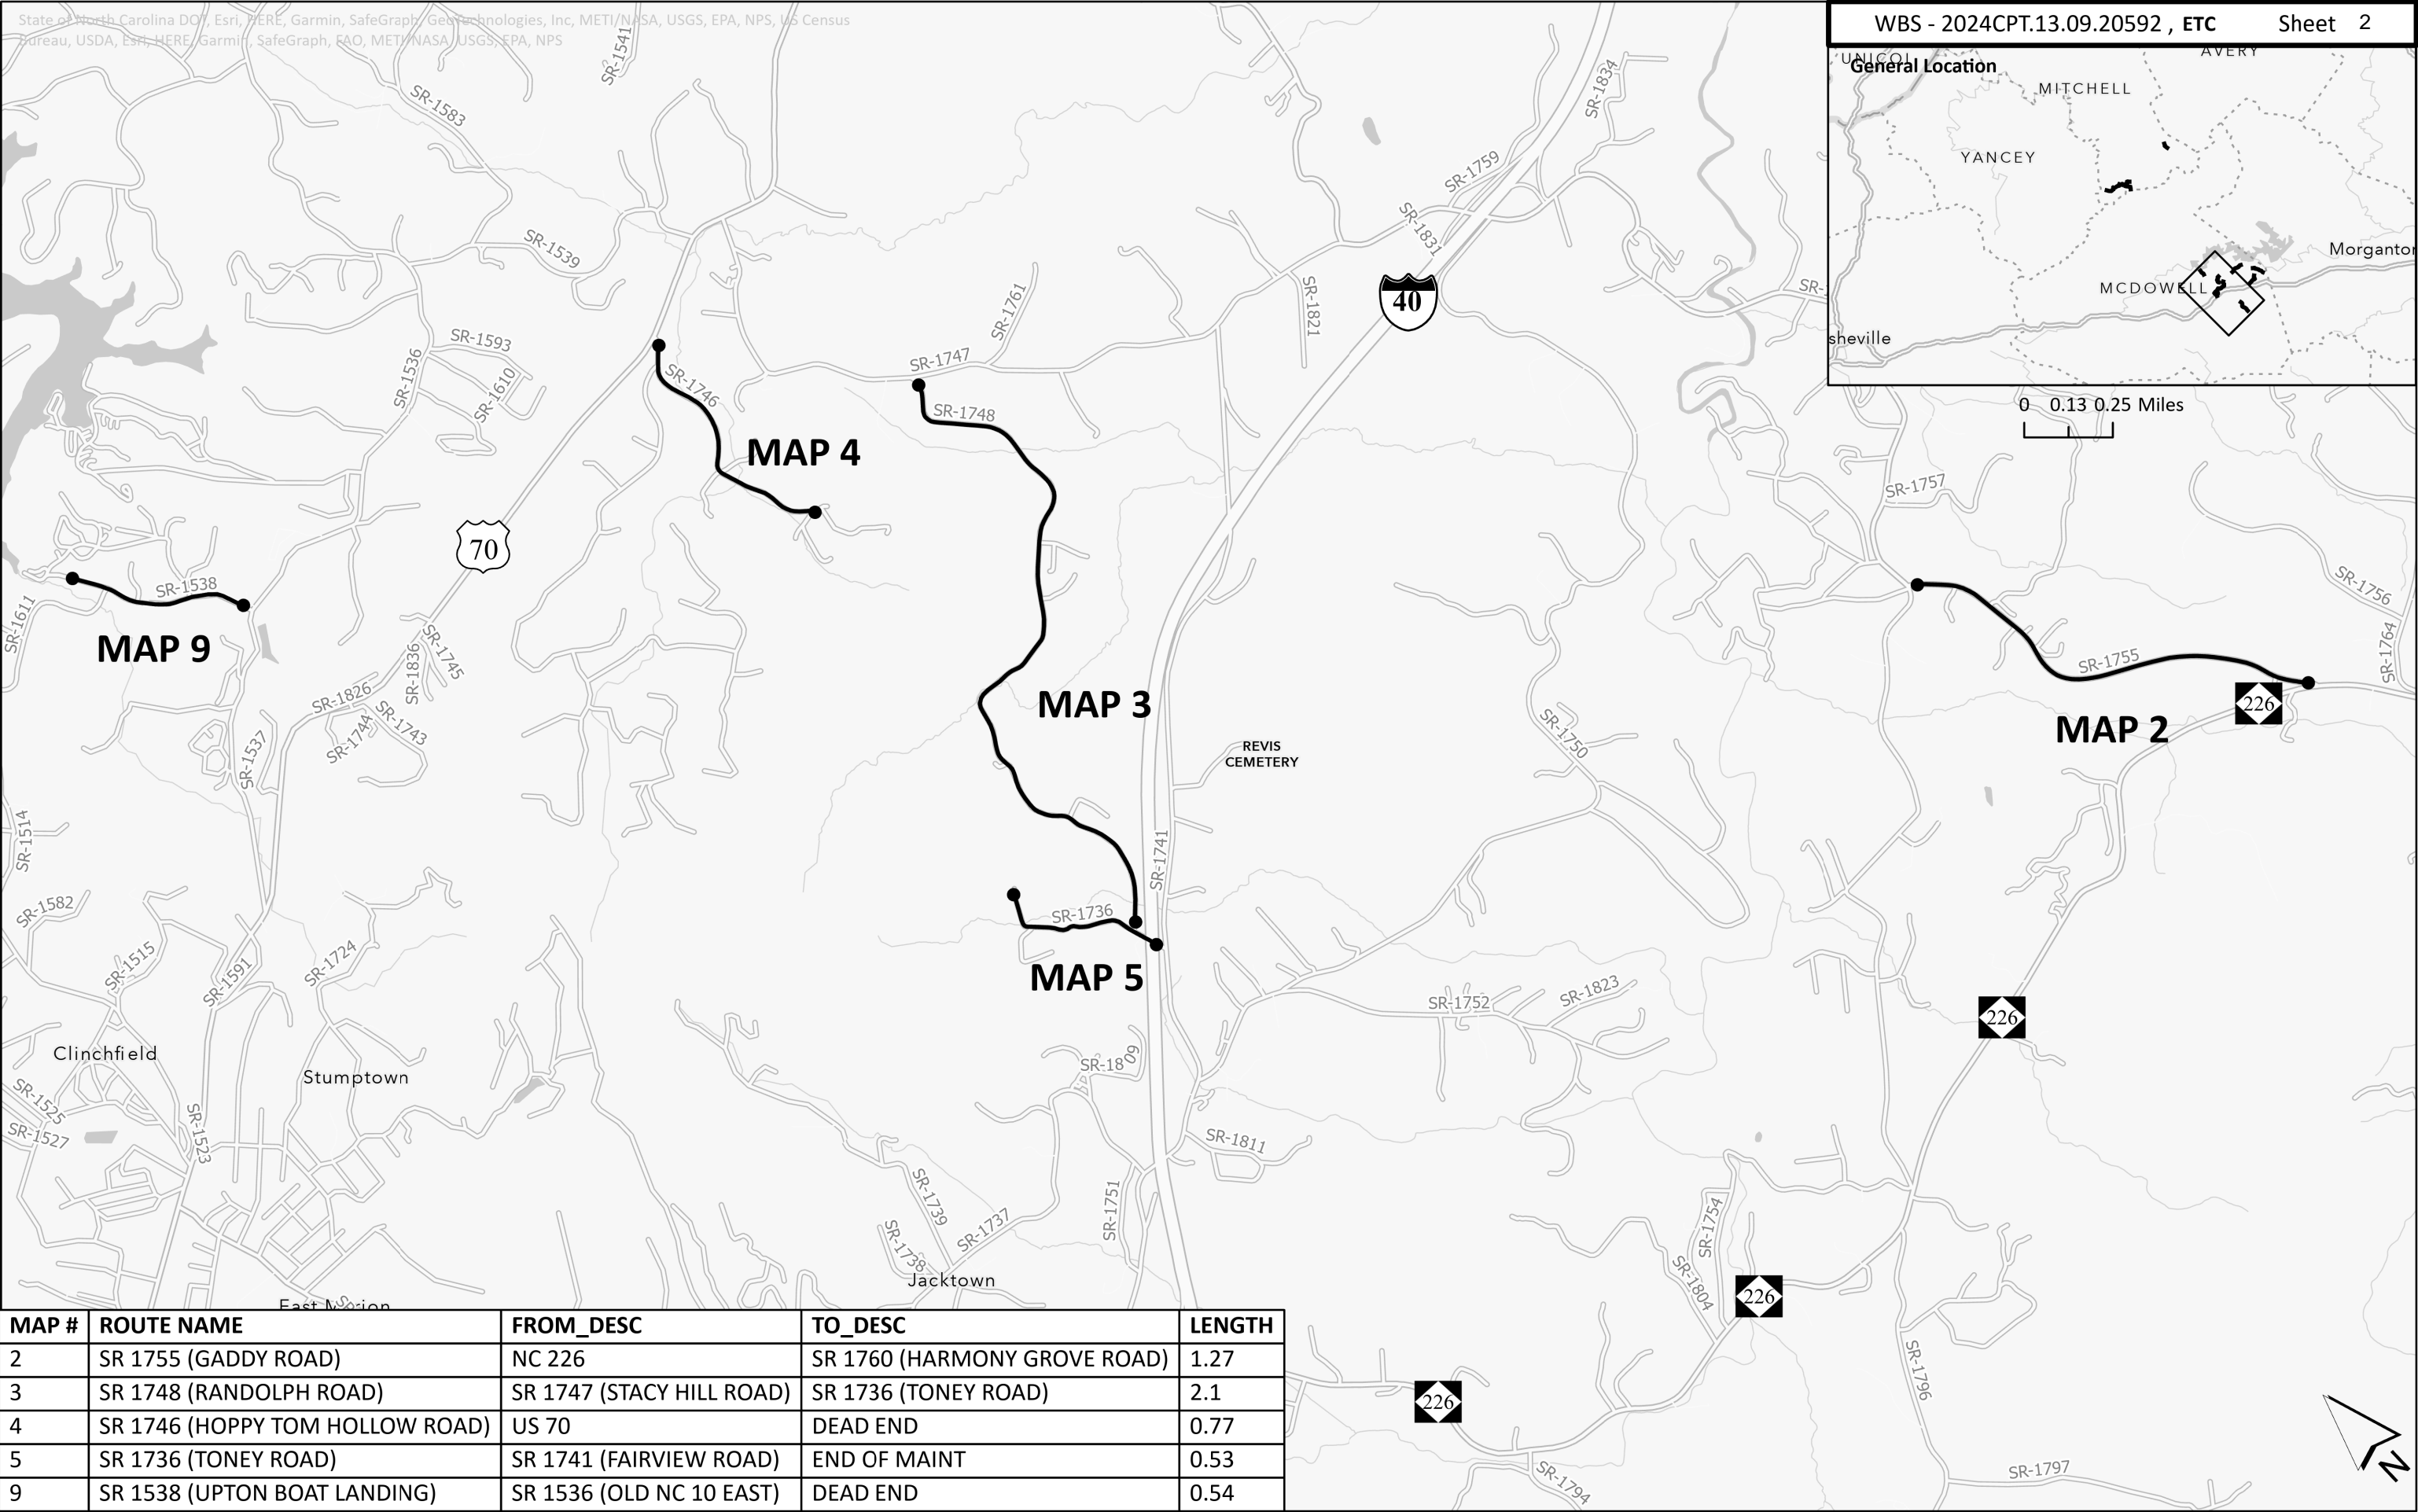 State of North Carolina DOT, Esri, HERE, Garmin, SafeGraph, GeoTechnologies, Inc, METI/NASA, USGS, EPA, NPS, US Census
Bureau, USDA, Esri, HERE, Garmin, SafeGraph, FAO, METI/NASA, USGS, EPA, NPS
WBS - 2024CPT.13.09.20592 , ETC Sheet 2
General Location
AVERY
MITCHELL
YANCEY
Morganton
MCDOWELL
sheville
0 0.13 0.25 Miles
SR-1541
SR-1583
SR-1834
SR-1759
SR-1831
SR-1539
SR-1761
SR-1821
40
SR-1593
SR-1536
SR-1610
SR-1747
SR-1746
SR-1748
MAP 4
SR-1757
70
SR-1538
SR-1611
MAP 9
SR-1756
SR-1764
SR-1745
SR-1836
SR-1826
SR-1743
SR-1744
SR-1537
SR-1755
226
MAP 2
MAP 3
SR-1750
REVIS
CEMETERY
SR-1514
SR-1741
SR-1582
SR-1736
MAP 5
SR-1515
SR-1591
SR-1724
SR-1752
SR-1823
226
Clinchfield
Stumptown
SR-1809
SR-1525
SR-1527
SR-1523
SR-1811
SR-1739
SR-1737
SR-1738
SR-1751
Jacktown
SR-1754
SR-1804
226
SR-1796
226
SR-1794
SR-1797
N
MAP # ROUTE NAME FROM_DESC TO_DESC LENGTH
2 SR 1755 (GADDY ROAD) NC 226 SR 1760 (HARMONY GROVE ROAD) 1.27
3 SR 1748 (RANDOLPH ROAD) SR 1747 (STACY HILL ROAD) SR 1736 (TONEY ROAD) 2.1
4 SR 1746 (HOPPY TOM HOLLOW ROAD) US 70 DEAD END 0.77
5 SR 1736 (TONEY ROAD) SR 1741 (FAIRVIEW ROAD) END OF MAINT 0.53
9 SR 1538 (UPTON BOAT LANDING) SR 1536 (OLD NC 10 EAST) DEAD END 0.54